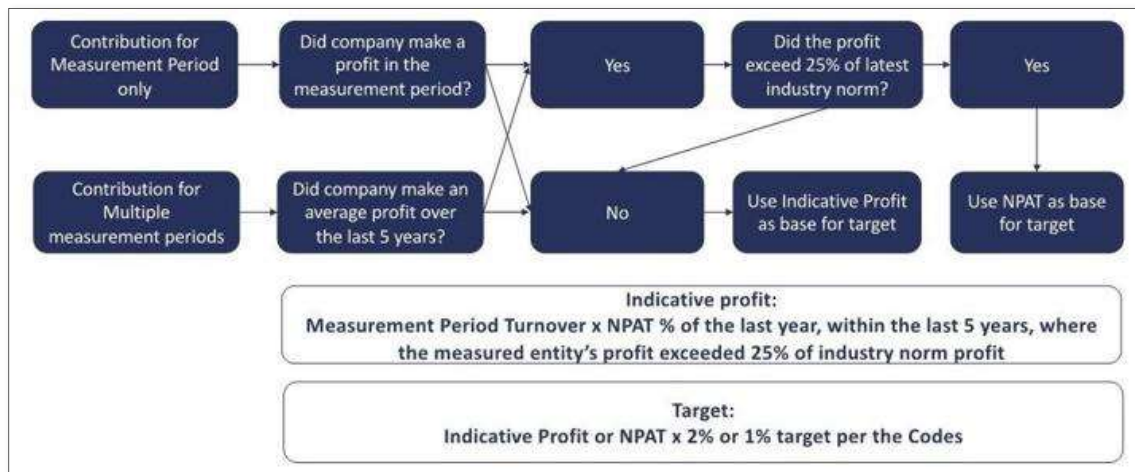 Contribution for
Measurement Period
only
Did company make a
profit in the
measurement period?
Yes
Did the profit
exceed 25% of latest
industry norm?
Yes
Contribution for
Multiple
measurement periods
Did company make an
average profit over
the last 5 years?
No
Use Indicative Profit
as base for target
Use NPAT as base
for target
Indicative profit:
Measurement Period Turnover x NPAT % of the last year, within the last 5 years, where
the measured entity's profit exceeded 25% of industry norm profit
Target:
Indicative Profit or NPAT x 2% or 1% target per the Codes